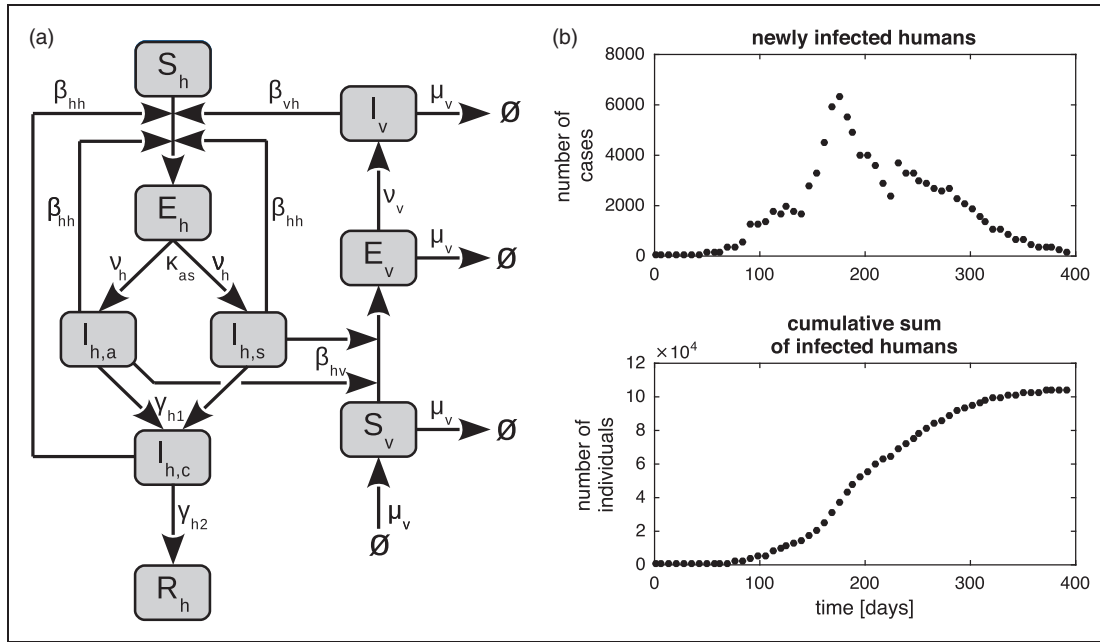 (a)
S_h
β_hh
β_vh
I_v
μ_v
Ø
β_hh
E_h
β_hh
ν_v
ν_h
κ_as
ν_h
E_v
μ_v
Ø
I_h,a
I_h,s
β_hv
γ_h1
S_v
μ_v
Ø
I_h,c
γ_h2
μ_v
Ø
R_h
(b)
newly infected humans
number of
cases
8000
6000
4000
2000
0
0 100 200 300 400
cumulative sum
of infected humans
×10^4
number of
individuals
12
10
8
6
4
2
0
0 100 200 300 400
time [days]